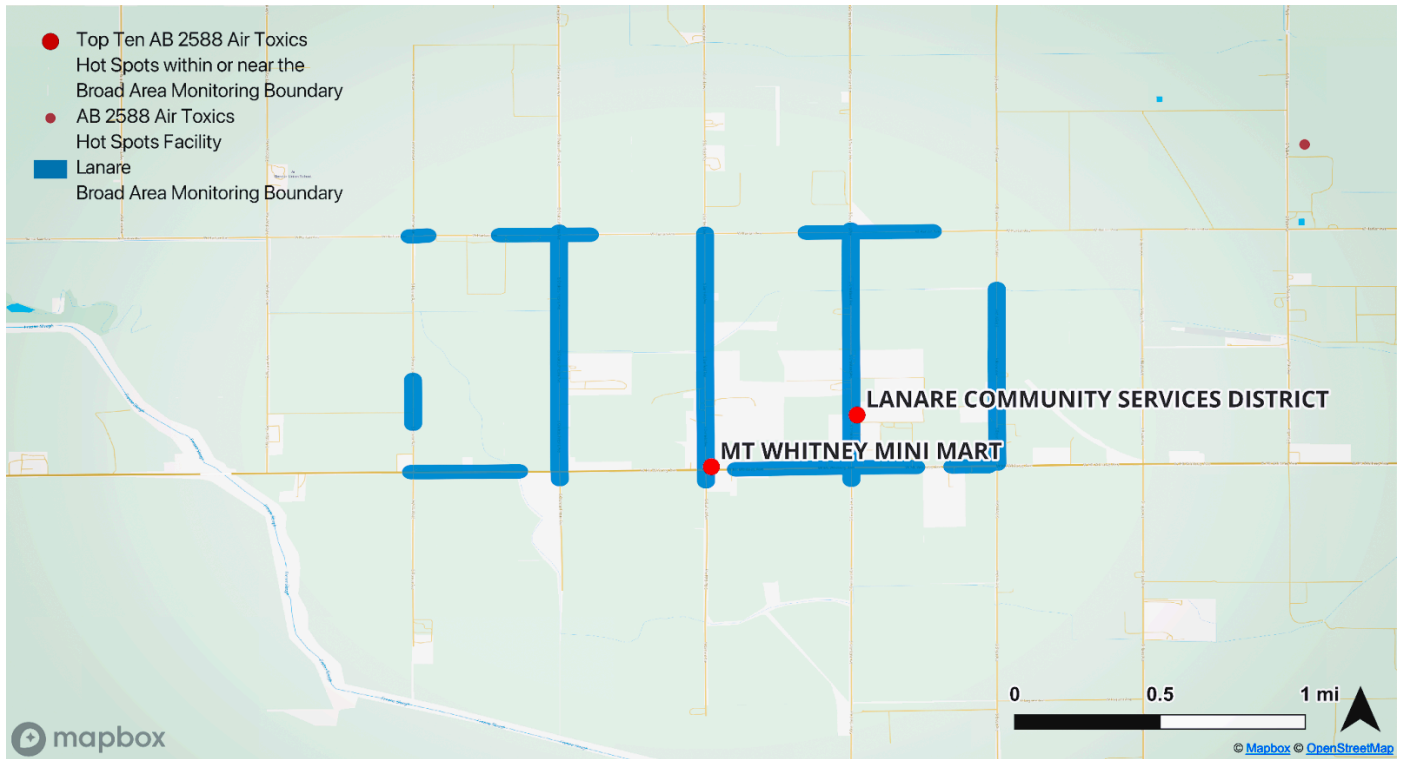 Top Ten AB 2588 Air Toxics
Hot Spots within or near the
Broad Area Monitoring Boundary
AB 2588 Air Toxics
Hot Spots Facility
Lanare
Broad Area Monitoring Boundary
LANARE COMMUNITY SERVICES DISTRICT
MT WHITNEY MINI MART
0 0.5 1 mi
mapbox
© Mapbox © OpenStreetMap